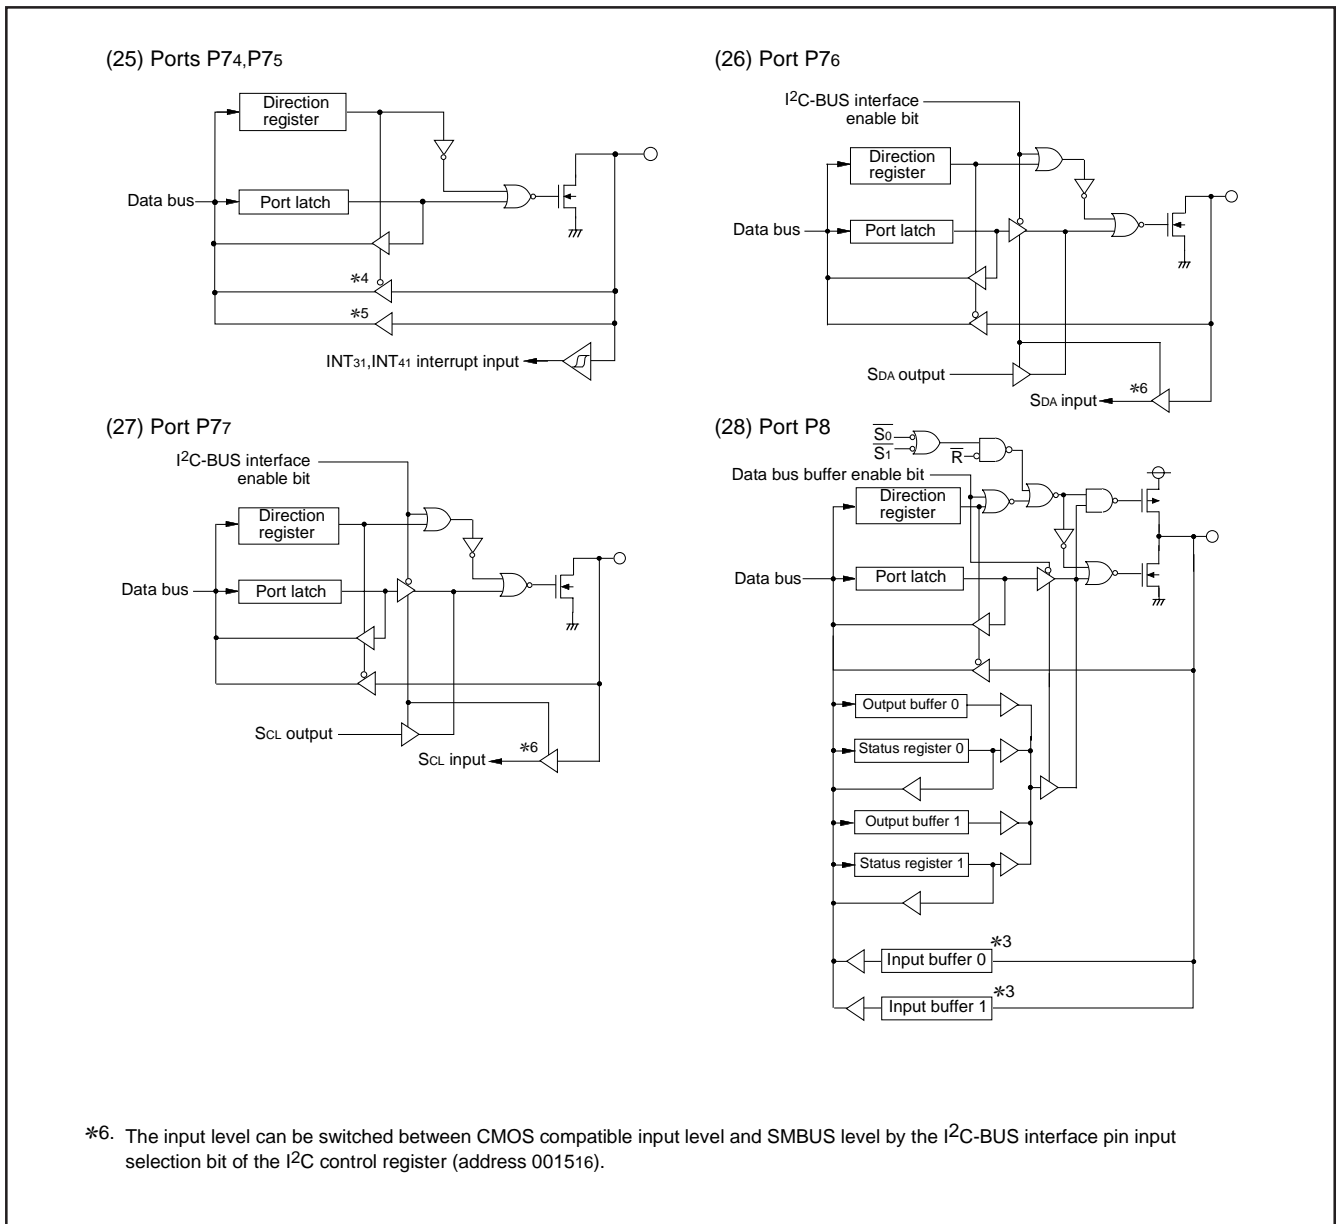 (25) Ports P74,P75
Direction
register
Data bus
Port latch
*4
*5
INT31,INT41 interrupt input
(26) Port P76
I2C-BUS interface
enable bit
Direction
register
Data bus
Port latch
SDA output
SDA input
*6
(27) Port P77
I2C-BUS interface
enable bit
Direction
register
Data bus
Port latch
SCL output
SCL input
*6
(28) Port P8
S0
S1
R
Data bus buffer enable bit
Direction
register
Data bus
Port latch
Output buffer 0
Status register 0
Output buffer 1
Status register 1
Input buffer 0
*3
Input buffer 1
*3
*6. The input level can be switched between CMOS compatible input level and SMBUS level by the I2C-BUS interface pin input
selection bit of the I2C control register (address 001516).